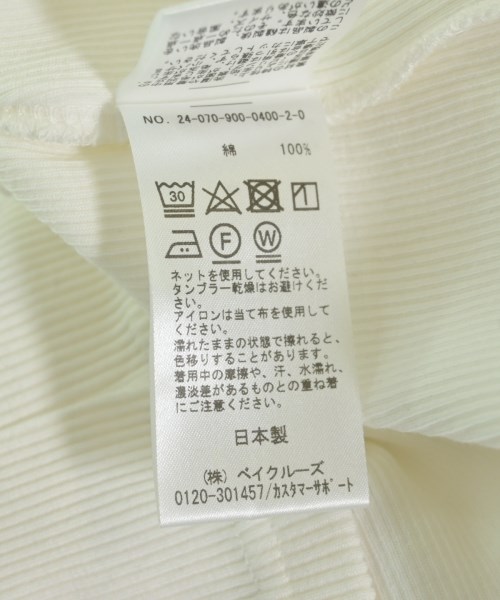 NO. 24-070-900-0400-2-0
綿 100%
30
F W
ネットを使用してください。
タンブラー乾燥はお避けくだ
さい。
アイロンは当て布を使用して
ください。
濡れたままの状態で擦れると、
色移りすることがあります。
着用中の摩擦や、汗、水濡れ、
濃淡差があるものとの重ね着
にご注意ください。
日本製
(株) ベイクルーズ
0120-301457/カスタマーサポート